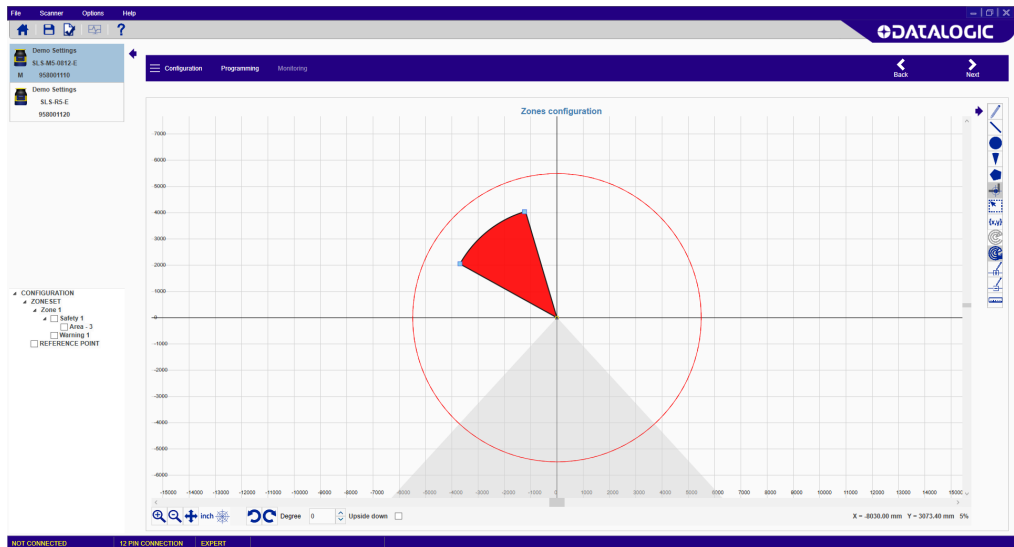 File Scanner Options Help
?
DATALOGIC
Demo Settings
SLS-M5-0812-E
M 958001110
Demo Settings
SLS-R5-E
958001120
Configuration Programming Monitoring Back Next
Zones configuration
7000
6000
5000
4000
3000
2000
1000
0
-1000
-2000
-3000
-4000
-5000
-6000
-15000 -14000 -13000 -12000 -11000 -10000 -9000 -8000 -7000 -6000 -5000 -4000 -3000 -2000 -1000 0 1000 2000 3000 4000 5000 6000 7000 8000 9000 10000 11000 12000 13000 14000 15000
{x,y}
CONFIGURATION
ZONESET
Zone 1
Safety 1
Area - 3
Warning 1
REFERENCE POINT
inch Degree 0 Upside down X = -8030.00 mm Y = 3073.40 mm 5%
NOT CONNECTED 12 PIN CONNECTION EXPERT